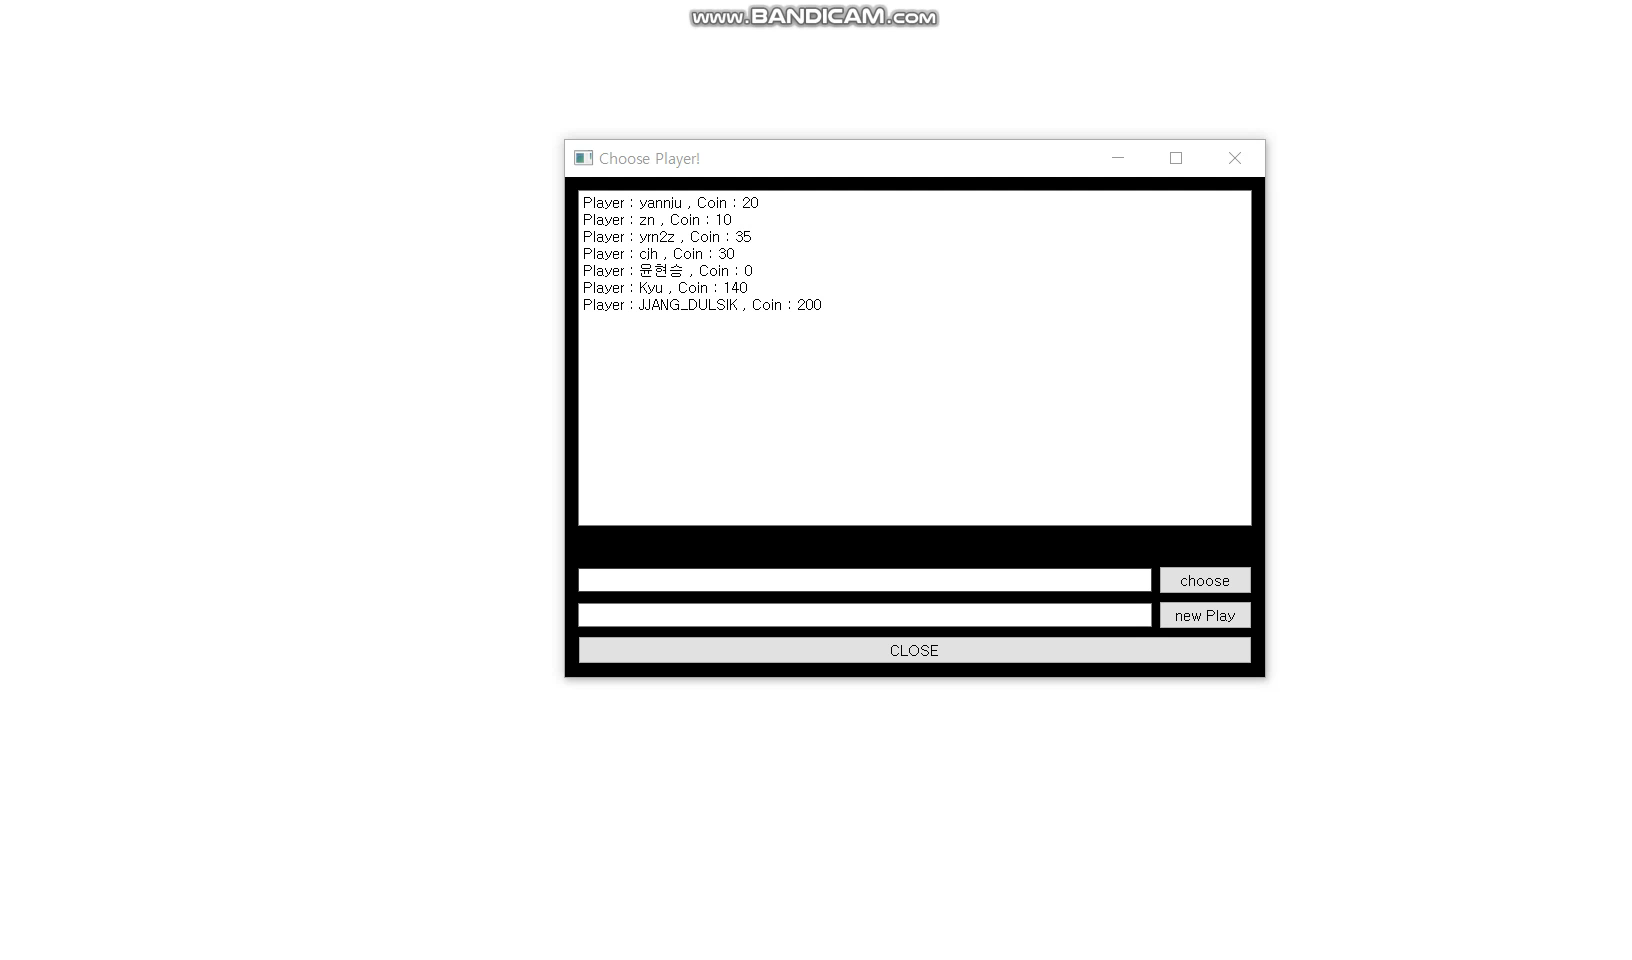 www.BANDICAM.com
Choose Player!
Player : yannju , Coin : 20
Player : zn , Coin : 10
Player : yrn2z , Coin : 35
Player : cjh , Coin : 30
Player : 윤현승 , Coin : 0
Player : Kyu , Coin : 140
Player : JJANG_DULSIK , Coin : 200
choose
new Play
CLOSE